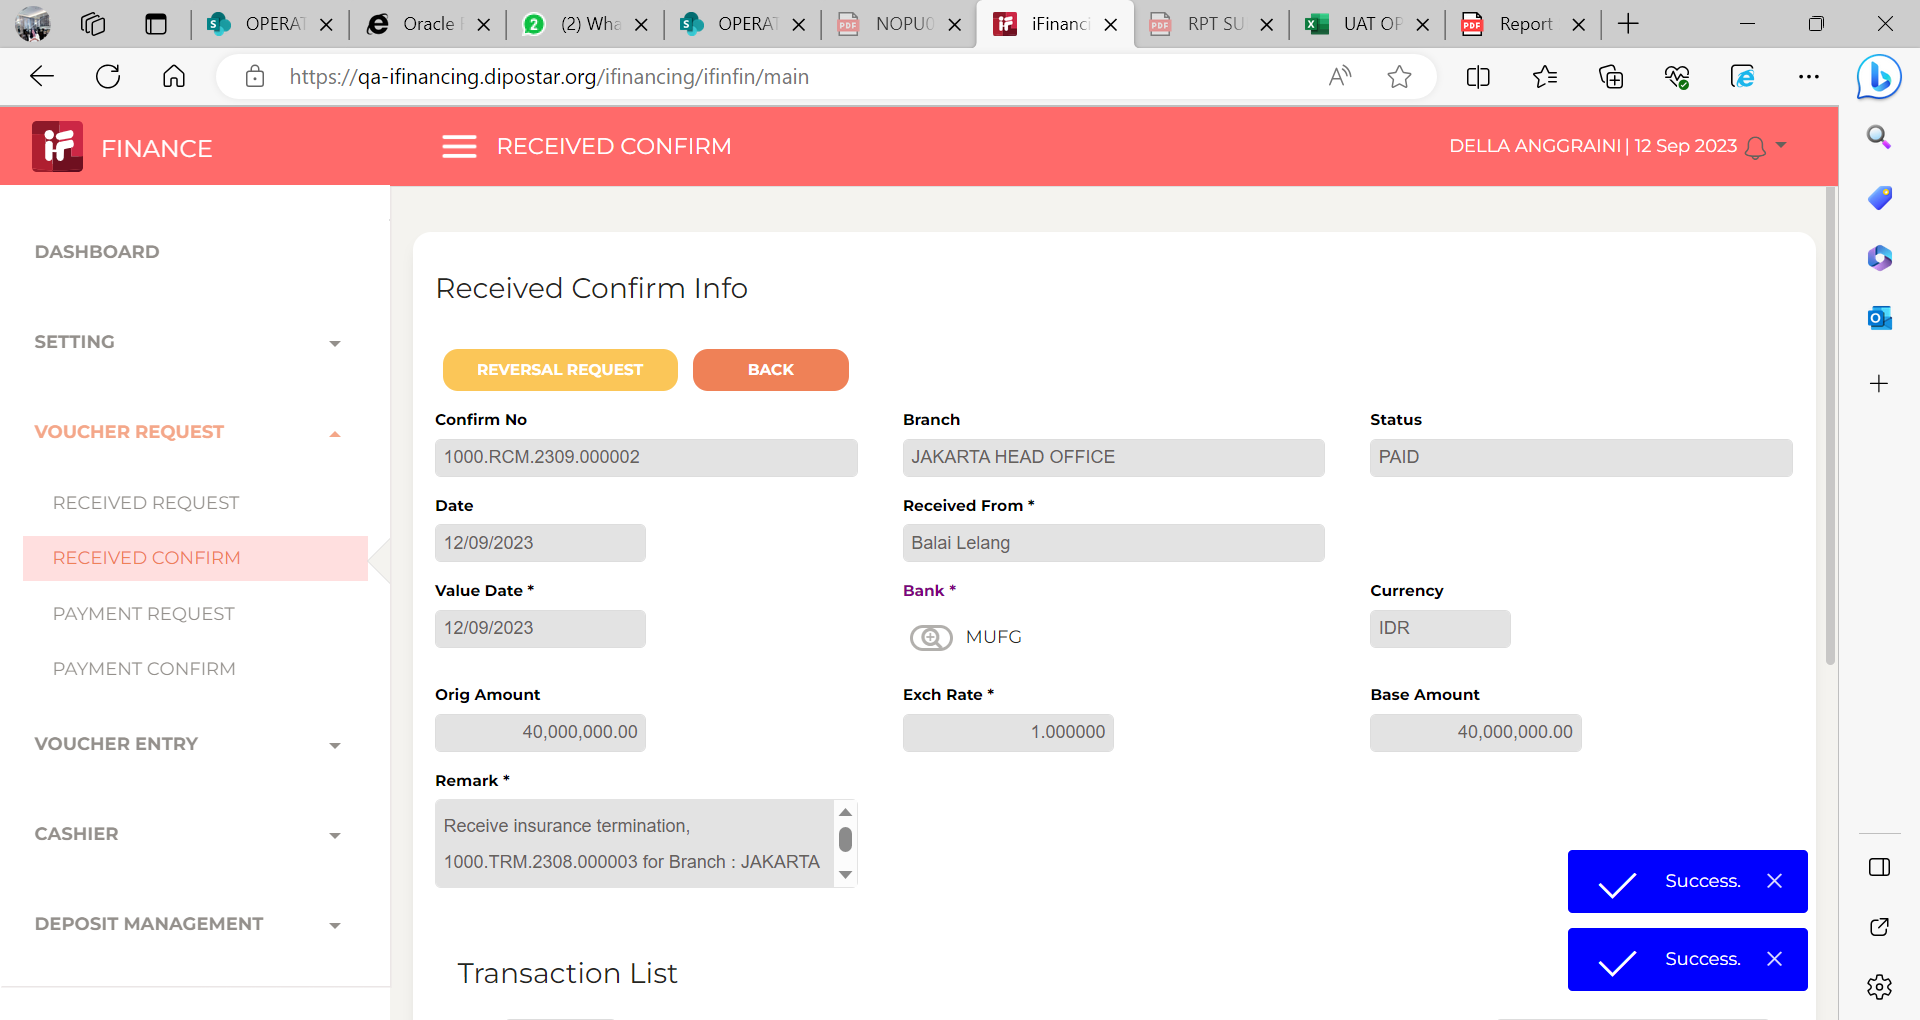 OPERAT
Oracle
(2) Wha
OPERAT
NOPU0
iFinanci
RPT SU
UAT OP
Report
https://qa-ifinancing.dipostar.org/ifinancing/ifinfin/main
FINANCE
RECEIVED CONFIRM
DELLA ANGGRAINI | 12 Sep 2023
DASHBOARD
SETTING
VOUCHER REQUEST
RECEIVED REQUEST
RECEIVED CONFIRM
PAYMENT REQUEST
PAYMENT CONFIRM
VOUCHER ENTRY
CASHIER
DEPOSIT MANAGEMENT
Received Confirm Info
REVERSAL REQUEST
BACK
Confirm No
Branch
Status
1000.RCM.2309.000002
JAKARTA HEAD OFFICE
PAID
Date
Received From *
12/09/2023
Balai Lelang
Value Date *
Bank *
Currency
12/09/2023
MUFG
IDR
Orig Amount
Exch Rate *
Base Amount
40,000,000.00
1.000000
40,000,000.00
Remark *
Receive insurance termination,
1000.TRM.2308.000003 for Branch : JAKARTA
Success.
Success.
Transaction List